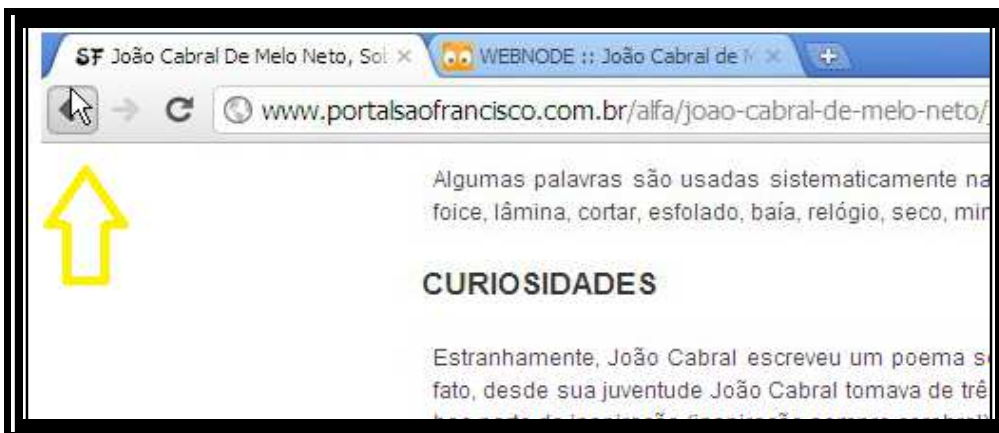 SF João Cabral De Melo Neto, Sol
WEBNODE :: João Cabral de
www.portalsaofrancisco.com.br/alfa/joao-cabral-de-melo-neto/
Algumas palavras são usadas sistematicamente na
foice, lâmina, cortar, esfolado, baía, relógio, seco, min
CURIOSIDADES
Estranhamente, João Cabral escreveu um poema s
fato, desde sua juventude João Cabral tomava de trê